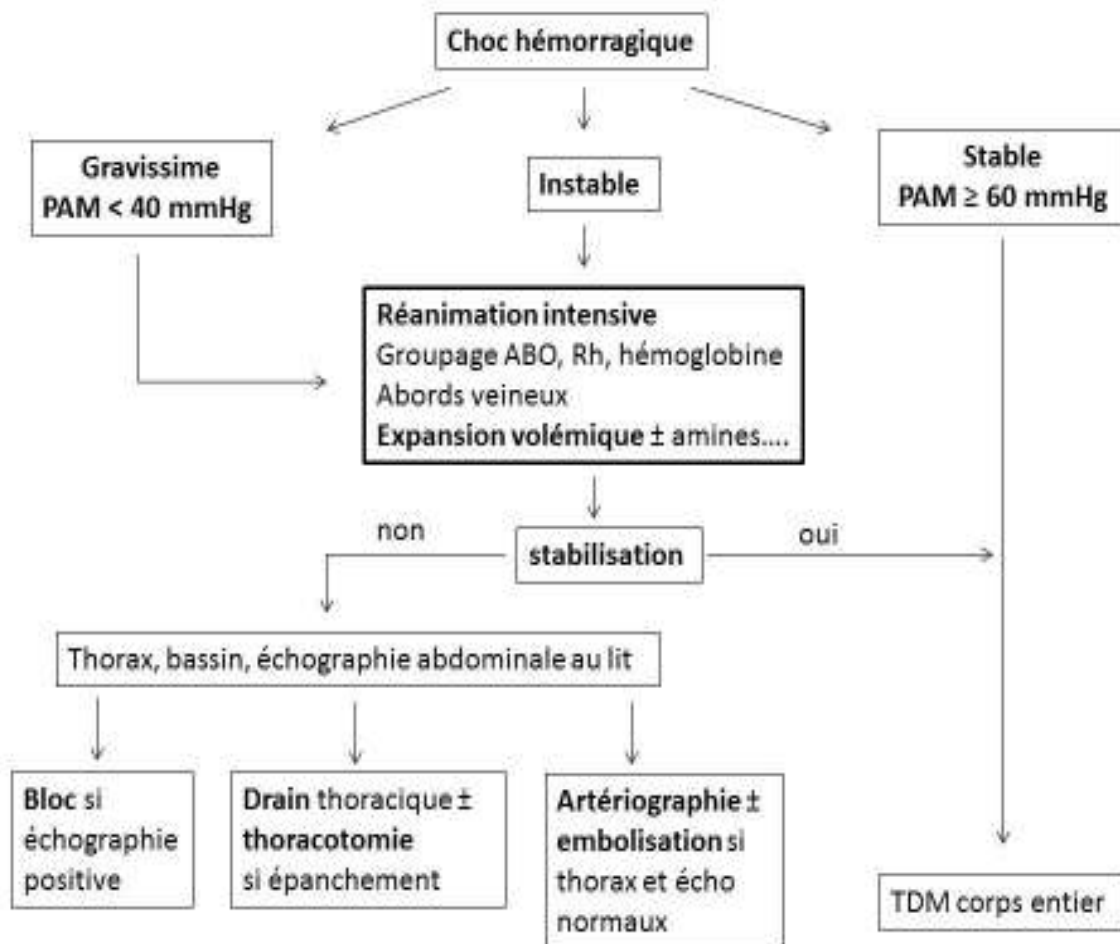 Choc hémorragique
Gravissime
PAM < 40 mmHg
Instable
Stable
PAM ≥ 60 mmHg
Réanimation intensive
Groupage ABO, Rh, hémoglobine
Abords veineux
Expansion volémique ± amines....
non
stabilisation
oui
Thorax, bassin, échographie abdominale au lit
Bloc si
échographie
positive
Drain thoracique ±
thoracotomie
si épanchement
Artériographie ±
embolisation si
thorax et écho
normaux
TDM corps entier